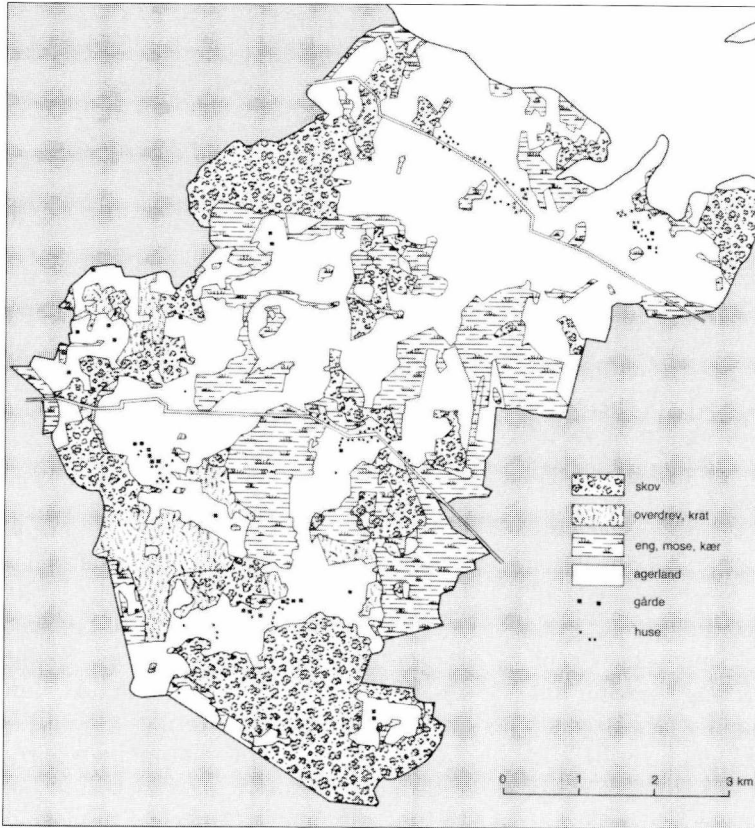 skov
overdrev, krat
eng, mose, kær
agerland
gårde
huse
0 1 2 3 km